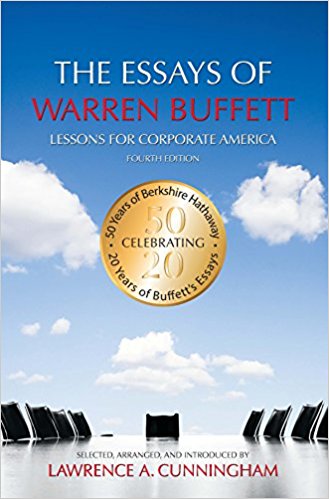 THE ESSAYS OF
WARREN BUFFETT
LESSONS FOR CORPORATE AMERICA
FOURTH EDITION
50 Years of Berkshire Hathaway
50
CELEBRATING
20
20 Years of Buffett's Essays
SELECTED, ARRANGED, AND INTRODUCED BY
LAWRENCE A. CUNNINGHAM